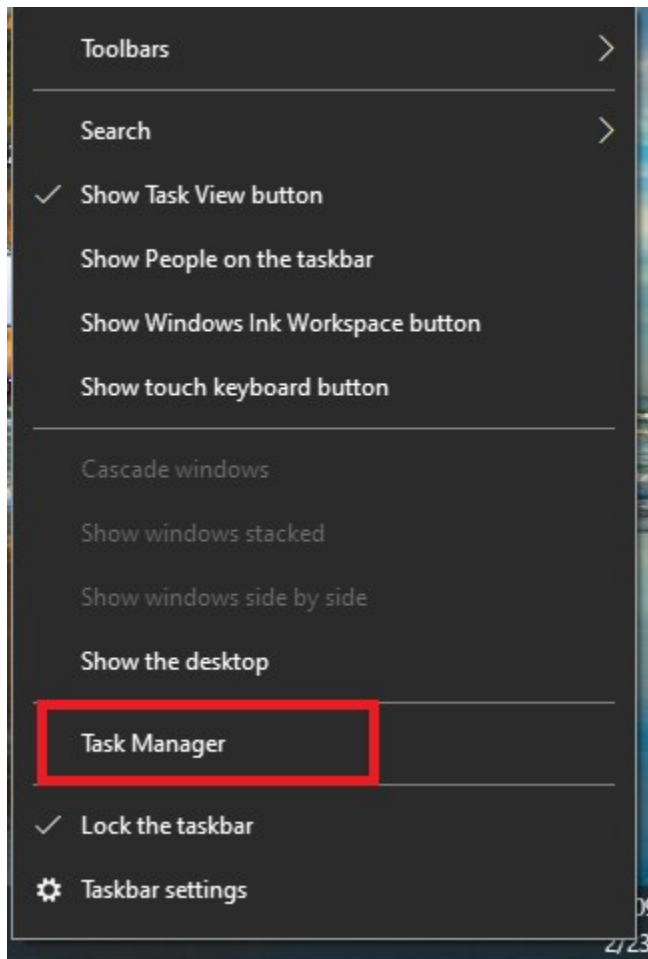 Toolbars
Search
Show Task View button
Show People on the taskbar
Show Windows Ink Workspace button
Show touch keyboard button
Cascade windows
Show windows stacked
Show windows side by side
Show the desktop
Task Manager
Lock the taskbar
Taskbar settings
2/23